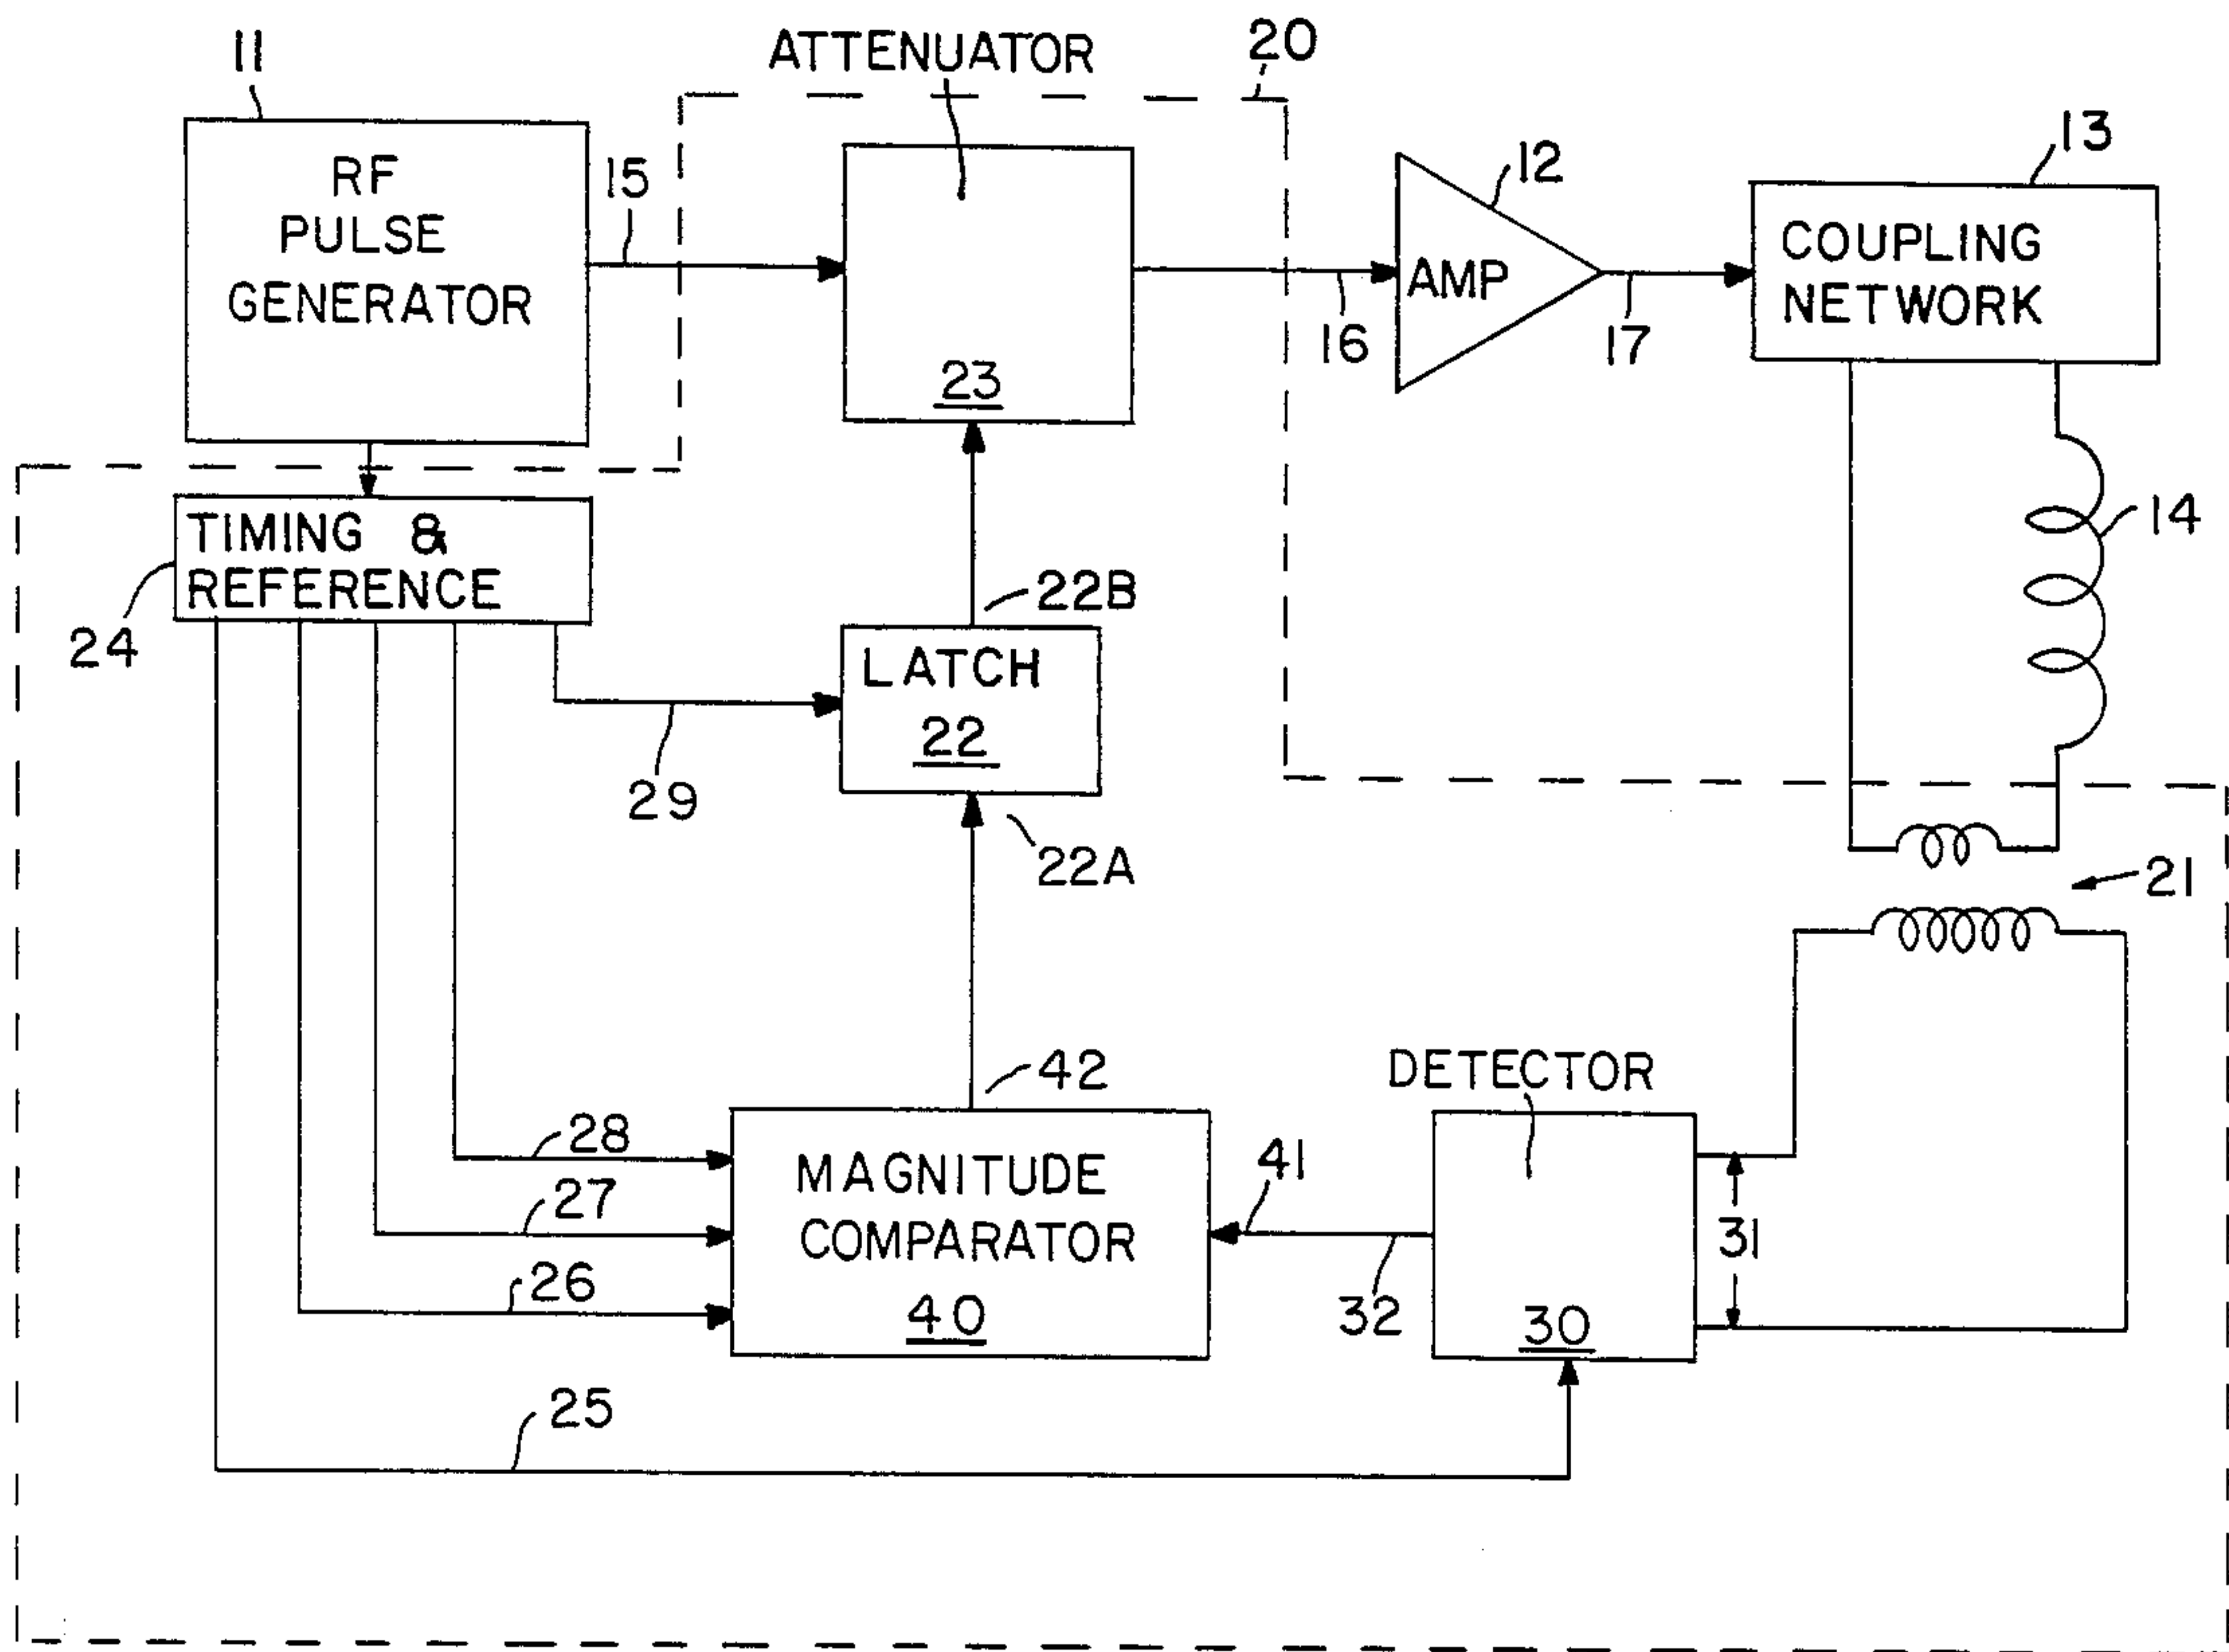 11
ATTENUATOR
20
RF
PULSE
GENERATOR
15
23
12
AMP
16
17
13
COUPLING
NETWORK
14
TIMING &
REFERENCE
24
22B
LATCH
22
29
22A
21
42
DETECTOR
28
27
26
MAGNITUDE
COMPARATOR
40
41
32
30
31
25